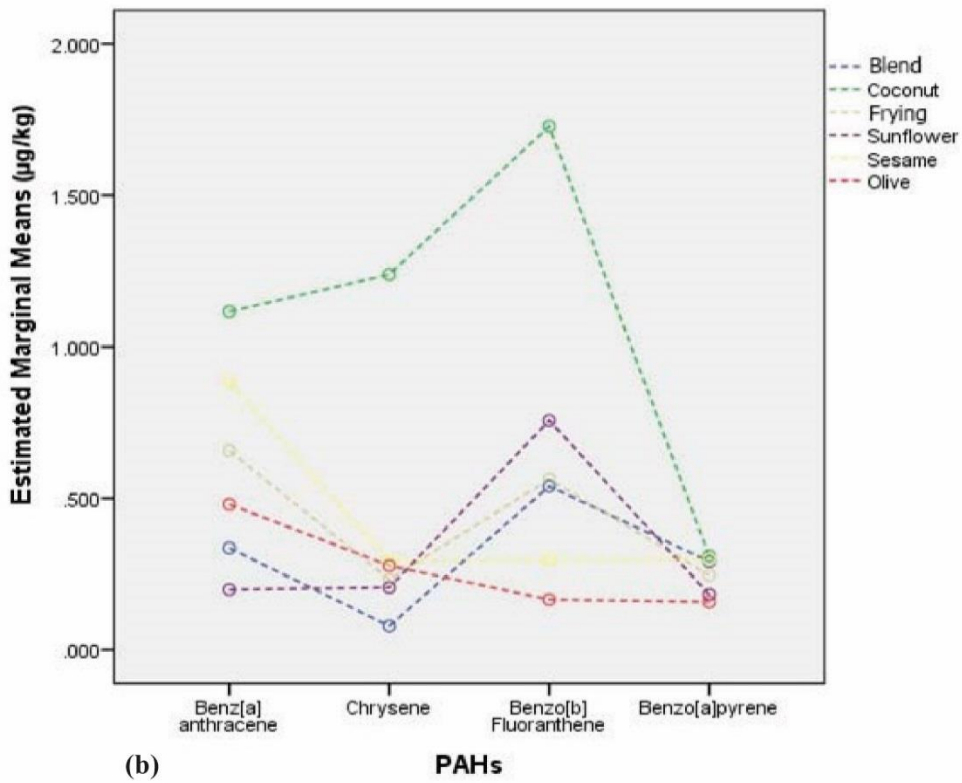 2.000
1.500
1.000
.500
.000
Estimated Marginal Means (µg/kg)
Blend
Coconut
Frying
Sunflower
Sesame
Olive
Benz[a]
anthracene
Chrysene
Benzo[b]
Fluoranthene
Benzo[a]pyrene
(b)
PAHs